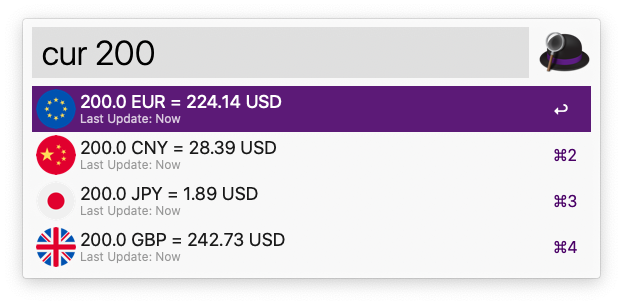 cur 200
200.0 EUR = 224.14 USD
Last Update: Now
↩
200.0 CNY = 28.39 USD
Last Update: Now
⌘2
200.0 JPY = 1.89 USD
Last Update: Now
⌘3
200.0 GBP = 242.73 USD
Last Update: Now
⌘4